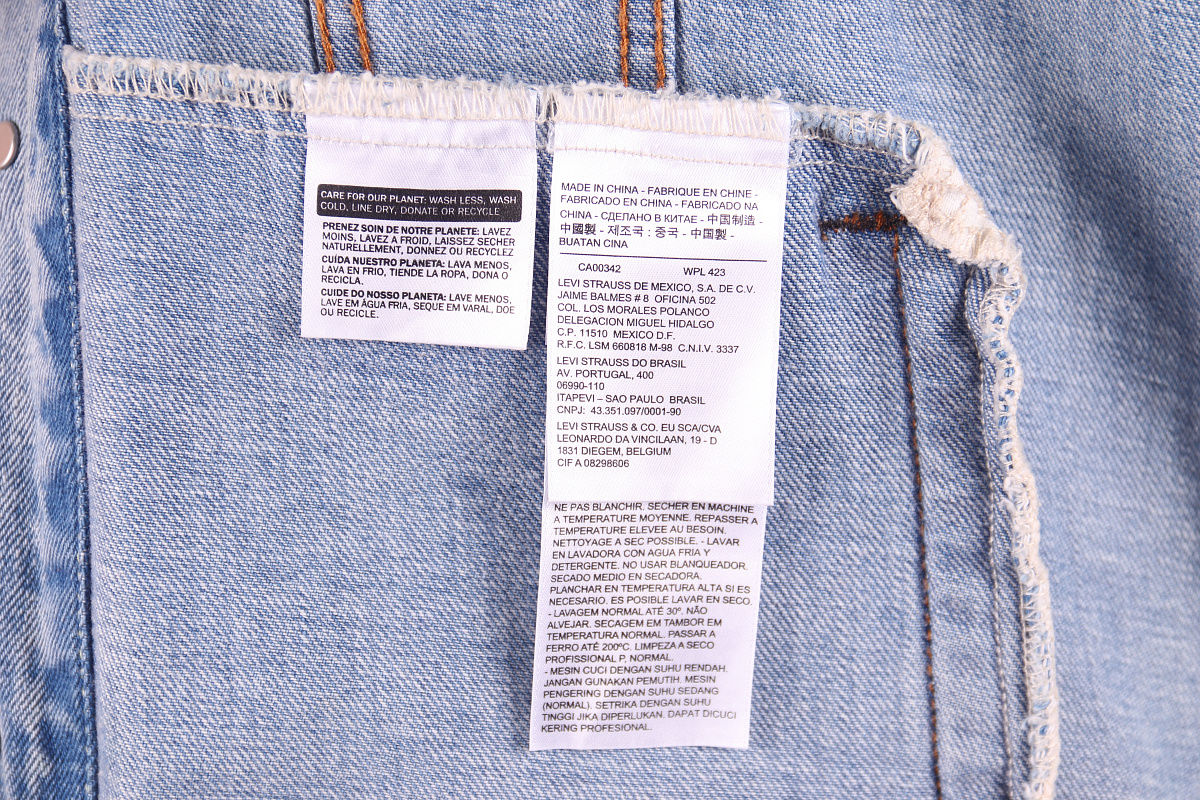 CARE FOR OUR PLANET: WASH LESS, WASH
COLD, LINE DRY, DONATE OR RECYCLE
PRENEZ SOIN DE NOTRE PLANETE: LAVEZ
MOINS, LAVEZ A FROID, LAISSEZ SECHER
NATURELLEMENT, DONNEZ OU RECYCLEZ
CUIDA NUESTRO PLANETA: LAVA MENOS,
LAVA EN FRIO, TIENDE LA ROPA, DONA O
RECICLA.
CUIDE DO NOSSO PLANETA: LAVE MENOS,
LAVE EM ÁGUA FRIA, SEQUE EM VARAL, DOE
OU RECICLE.
MADE IN CHINA - FABRIQUE EN CHINE -
FABRICADO EN CHINA - FABRICADO NA
CHINA - СДЕЛАНО В КИТАЕ - 中国制造 -
中國製 - 제조국 : 중국 - 中国製 -
BUATAN CINA
CA00342 WPL 423
LEVI STRAUSS DE MEXICO, S.A. DE C.V.
JAIME BALMES # 8 OFICINA 502
COL. LOS MORALES POLANCO
DELEGACION MIGUEL HIDALGO
C.P. 11510 MEXICO D.F.
R.F.C. LSM 660818 M-98 C.N.I.V. 3337
LEVI STRAUSS DO BRASIL
AV. PORTUGAL, 400
06990-110
ITAPEVI – SAO PAULO BRASIL
CNPJ: 43.351.097/0001-90
LEVI STRAUSS & CO. EU SCA/CVA
LEONARDO DA VINCILAAN, 19 - D
1831 DIEGEM, BELGIUM
CIF A 08298606
NE PAS BLANCHIR. SECHER EN MACHINE
A TEMPERATURE MOYENNE. REPASSER A
TEMPERATURE ELEVEE AU BESOIN.
NETTOYAGE A SEC POSSIBLE. - LAVAR
EN LAVADORA CON AGUA FRIA Y
DETERGENTE. NO USAR BLANQUEADOR.
SECADO MEDIO EN SECADORA.
PLANCHAR EN TEMPERATURA ALTA SI ES
NECESARIO. ES POSIBLE LAVAR EN SECO.
- LAVAGEM NORMAL ATÉ 30º. NÃO
ALVEJAR. SECAGEM EM TAMBOR EM
TEMPERATURA NORMAL. PASSAR A
FERRO ATÉ 200ºC. LIMPEZA A SECO
PROFISSIONAL P, NORMAL.
- MESIN CUCI DENGAN SUHU RENDAH.
JANGAN GUNAKAN PEMUTIH. MESIN
PENGERING DENGAN SUHU SEDANG
(NORMAL). SETRIKA DENGAN SUHU
TINGGI JIKA DIPERLUKAN. DAPAT DICUCI
KERING PROFESIONAL.